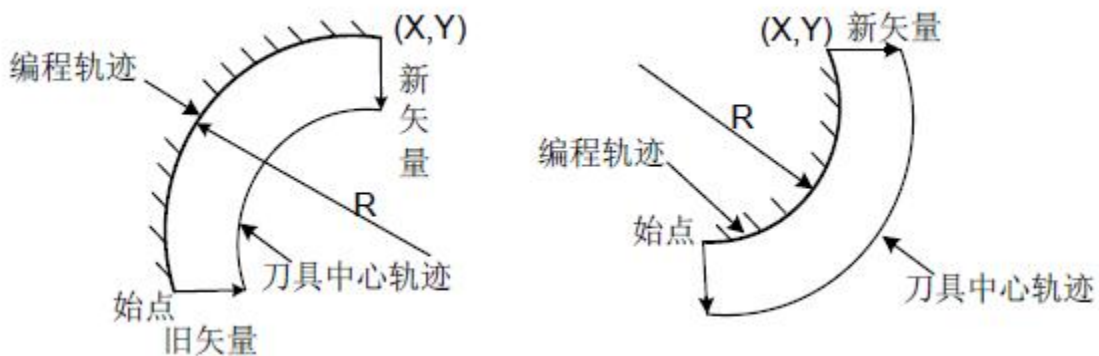 (X,Y)
编程轨迹
新
矢
量
R
刀具中心轨迹
始点
旧矢量
(X,Y)
新矢量
R
编程轨迹
始点
刀具中心轨迹